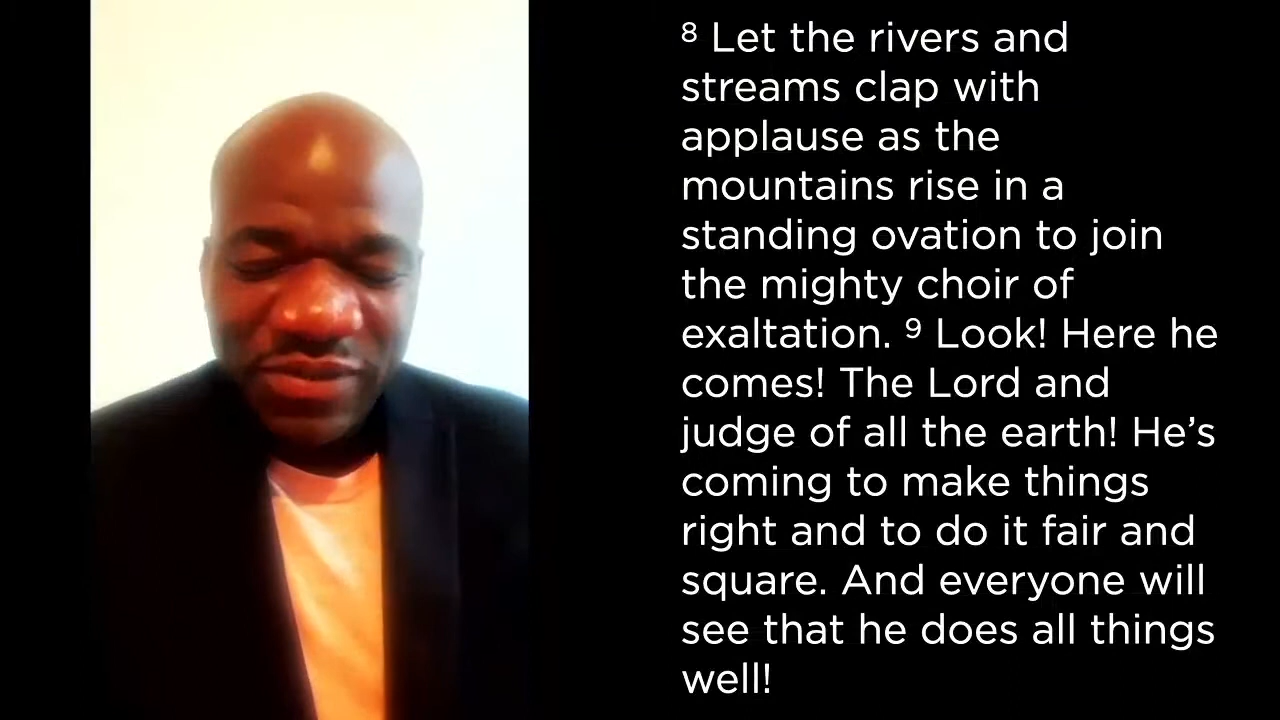 ⁸ Let the rivers and
streams clap with
applause as the
mountains rise in a
standing ovation to join
the mighty choir of
exaltation. ⁹ Look! Here he
comes! The Lord and
judge of all the earth! He’s
coming to make things
right and to do it fair and
square. And everyone will
see that he does all things
well!